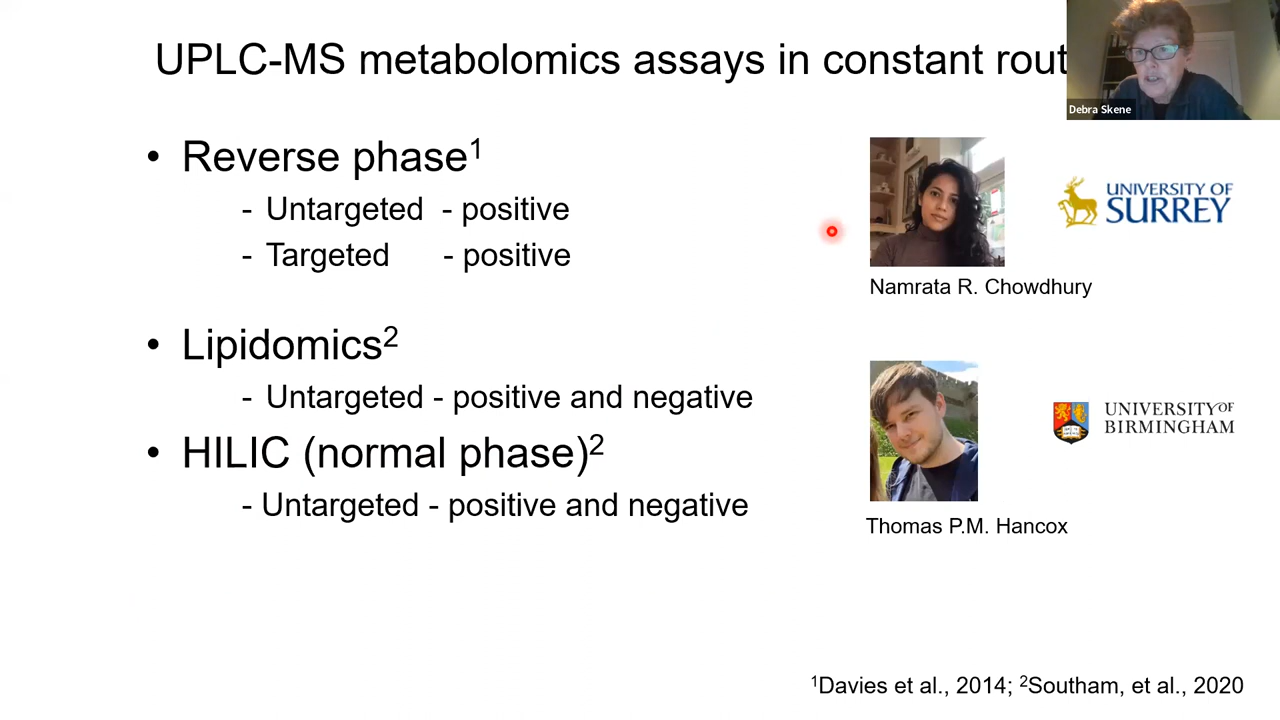 UPLC-MS metabolomics assays in constant rout
Debra Skene
• Reverse phase¹
- Untargeted - positive
- Targeted - positive
UNIVERSITY OF
SURREY
Namrata R. Chowdhury
• Lipidomics²
- Untargeted - positive and negative
• HILIC (normal phase)²
- Untargeted - positive and negative
UNIVERSITY OF
BIRMINGHAM
Thomas P.M. Hancox
¹Davies et al., 2014; ²Southam, et al., 2020